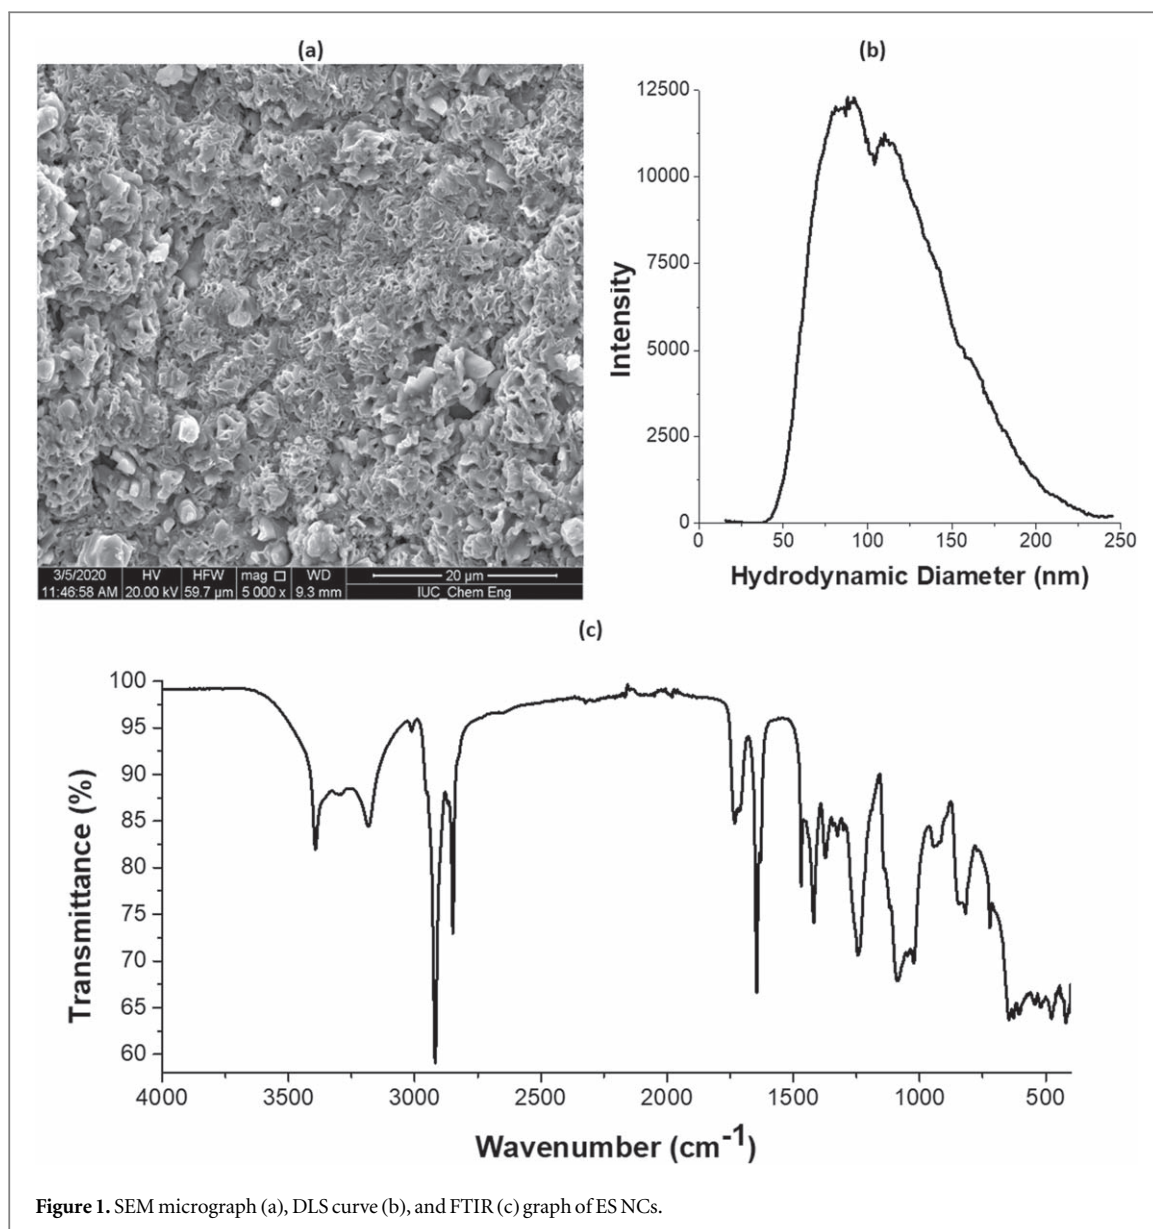 (a)
3/5/2020 HV HFW mag □ WD 20 µm
11:46:58 AM 20.00 kV 59.7 µm 5 000 x 9.3 mm IUC_Chem Eng
(b)
12500
10000
7500
5000
2500
0
Intensity
0 50 100 150 200 250
Hydrodynamic Diameter (nm)
(c)
100
95
90
85
80
75
70
65
60
Transmittance (%)
4000 3500 3000 2500 2000 1500 1000 500
Wavenumber (cm-1)
Figure 1. SEM micrograph (a), DLS curve (b), and FTIR (c) graph of ES NCs.